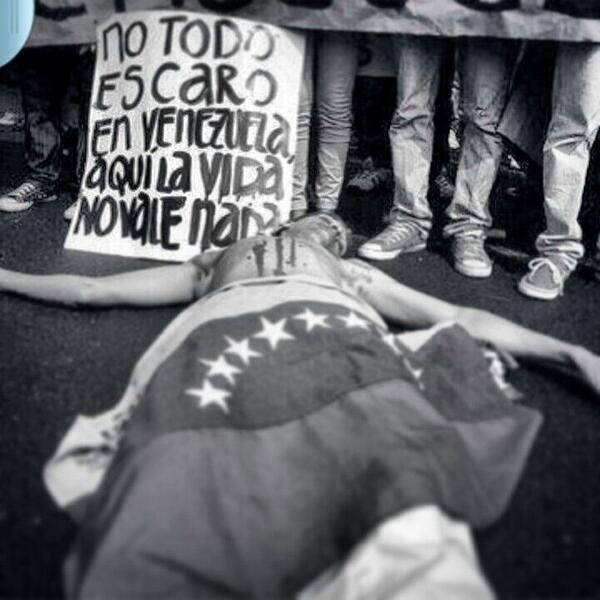 NO TODO
ES CARO
EN VENEZUELA,
AQUI LA VIDA
NO VALE NADA